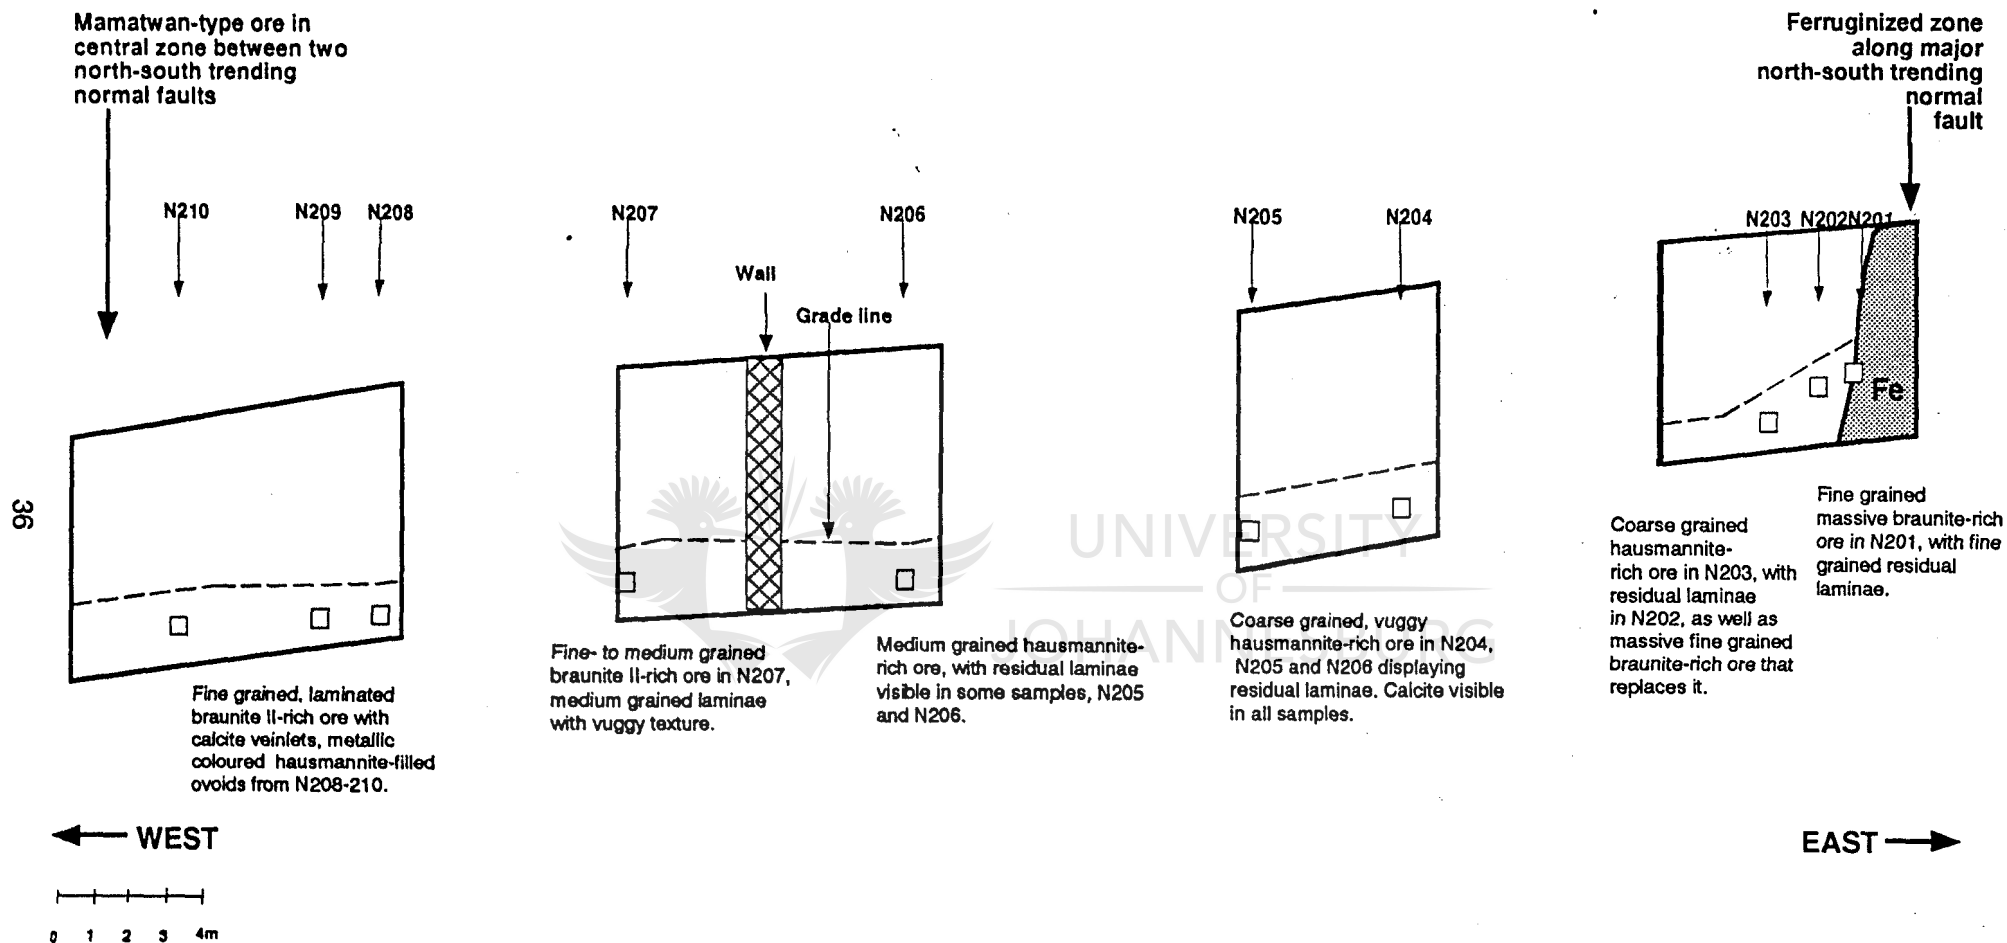 Mamatwan-type ore in
central zone between two
north-south trending
normal faults
Ferruginized zone
along major
north-south trending
normal
fault
N210
N209
N208
N207
N206
N205
N204
N203
N202
N201
Wall
Grade line
Fe
36
Fine grained, laminated
braunite II-rich ore with
calcite veinlets, metallic
coloured hausmannite-filled
ovoids from N208-210.
Fine- to medium grained
braunite II-rich ore in N207,
medium grained laminae
with vuggy texture.
Medium grained hausmannite-
rich ore, with residual laminae
visible in some samples, N205
and N206.
Coarse grained, vuggy
hausmannite-rich ore in N204,
N205 and N206 displaying
residual laminae. Calcite visible
in all samples.
Coarse grained
hausmannite-
rich ore in N203, with
residual laminae
in N202, as well as
massive fine grained
braunite-rich ore that
replaces it.
Fine grained
massive braunite-rich
ore in N201, with fine
grained residual
laminae.
UNIVERSITY
OF
JOHANNESBURG
WEST
EAST
0 1 2 3 4m